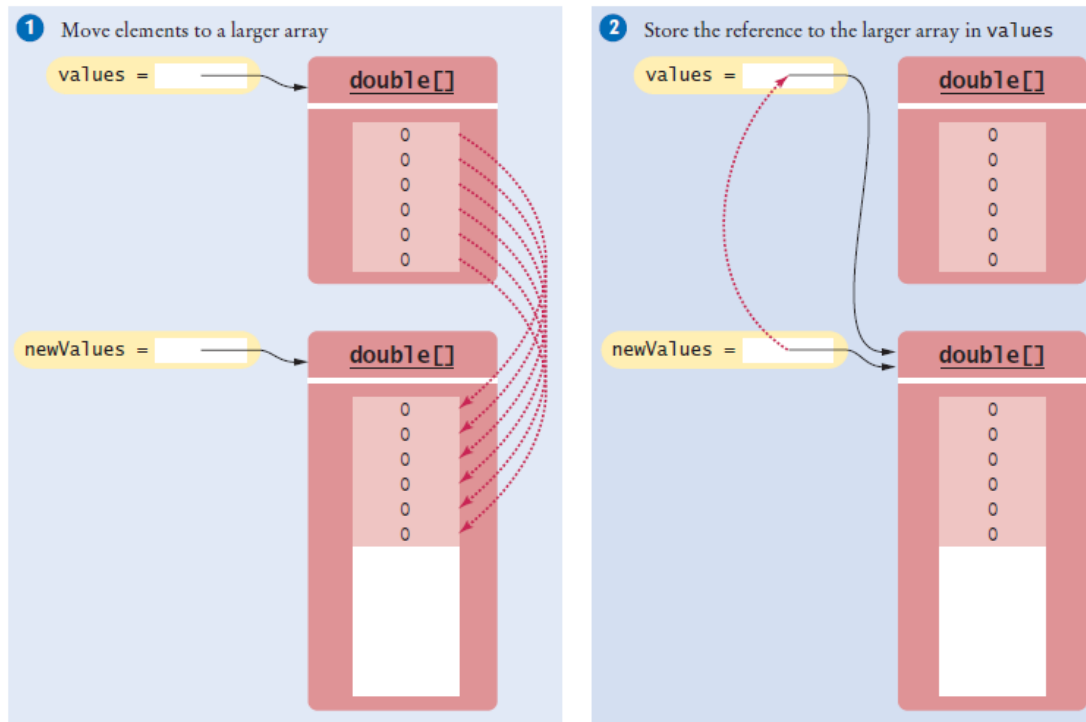 1 Move elements to a larger array
values =
double[]
0
0
0
0
0
0
newValues =
double[]
0
0
0
0
0
0
2 Store the reference to the larger array in values
values =
double[]
0
0
0
0
0
0
newValues =
double[]
0
0
0
0
0
0